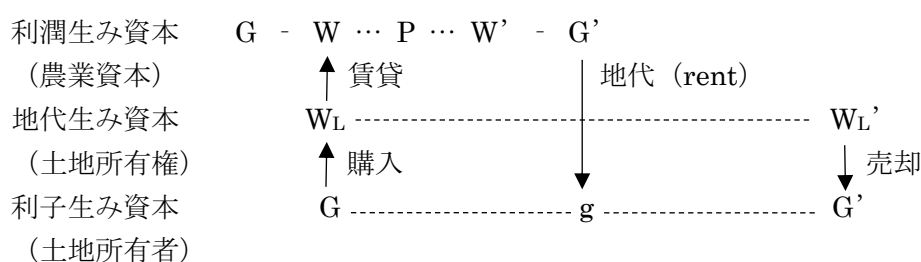 利潤生み資本 G - W … P … W’ - G’
（農業資本） 賃貸 地代（rent）
地代生み資本 WL WL’
（土地所有権） 購入 売却
利子生み資本 G g G’
（土地所有者）